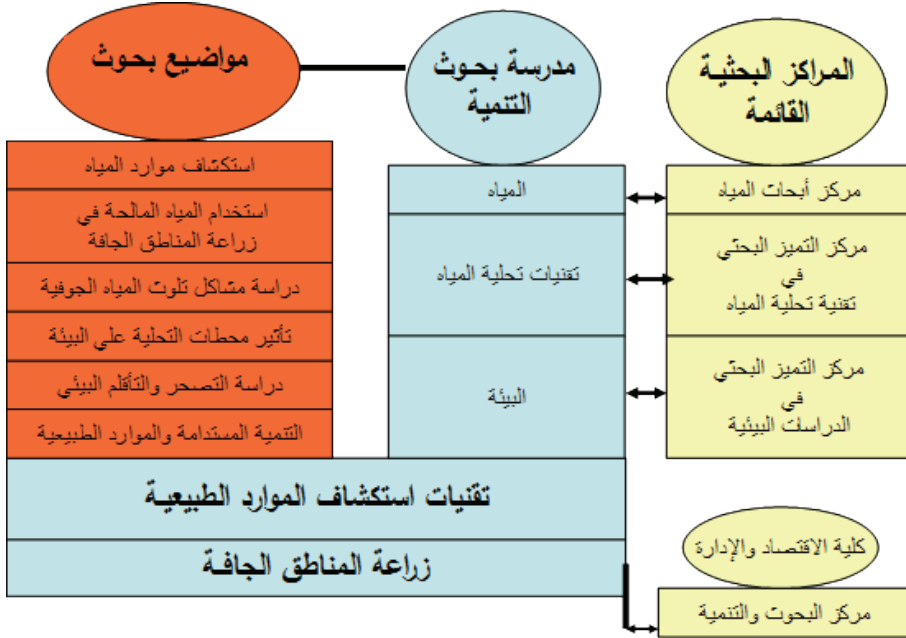 المراكز البحثية
القائمة
مركز أبحاث المياه
مركز التميز البحثي
في
تقنية تحلية المياه
مركز التميز البحثي
في
الدراسات البيئية
كلية الاقتصاد والإدارة
مركز البحوث والتنمية
مدرسة بحوث
التنمية
المياه
تقنيات تحلية المياه
البيئة
مواضيع بحوث
استكشاف موارد المياه
استخدام المياه المالحة في
زراعة المناطق الجافة
دراسة مشاكل تلوث المياه الجوفية
تأثير محطات التحلية على البيئة
دراسة التصحر والتأقلم البيئي
التنمية المستدامة والموارد الطبيعية
تقنيات استكشاف الموارد الطبيعية
زراعة المناطق الجافة